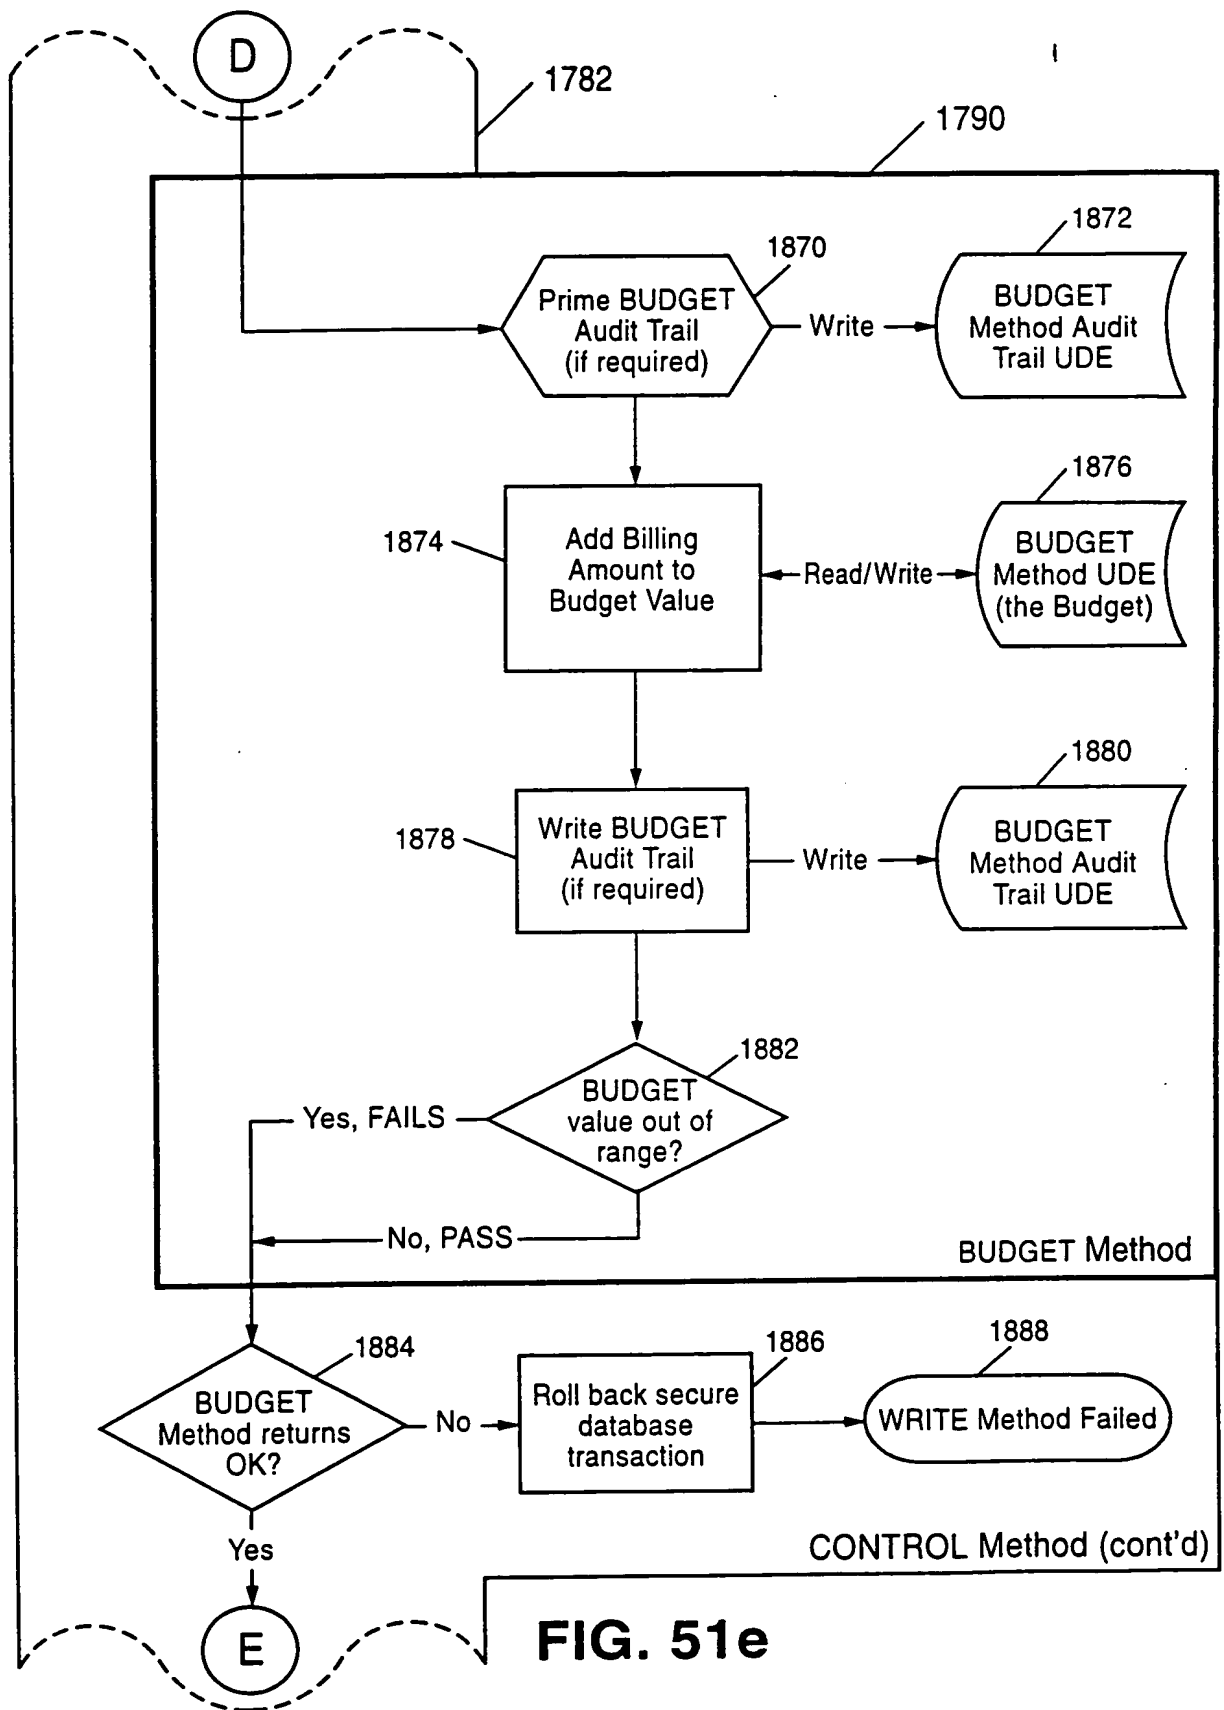 D
1782
1790
1870
1872
Prime BUDGET
Audit Trail
(if required)
Write
BUDGET
Method Audit
Trail UDE
1876
1874
Add Billing
Amount to
Budget Value
Read/Write
BUDGET
Method UDE
(the Budget)
1880
1878
Write BUDGET
Audit Trail
(if required)
Write
BUDGET
Method Audit
Trail UDE
1882
BUDGET
value out of
range?
Yes, FAILS
No, PASS
BUDGET Method
1884
1886
1888
BUDGET
Method returns
OK?
No
Roll back secure
database
transaction
WRITE Method Failed
Yes
CONTROL Method (cont'd)
E
FIG. 51e